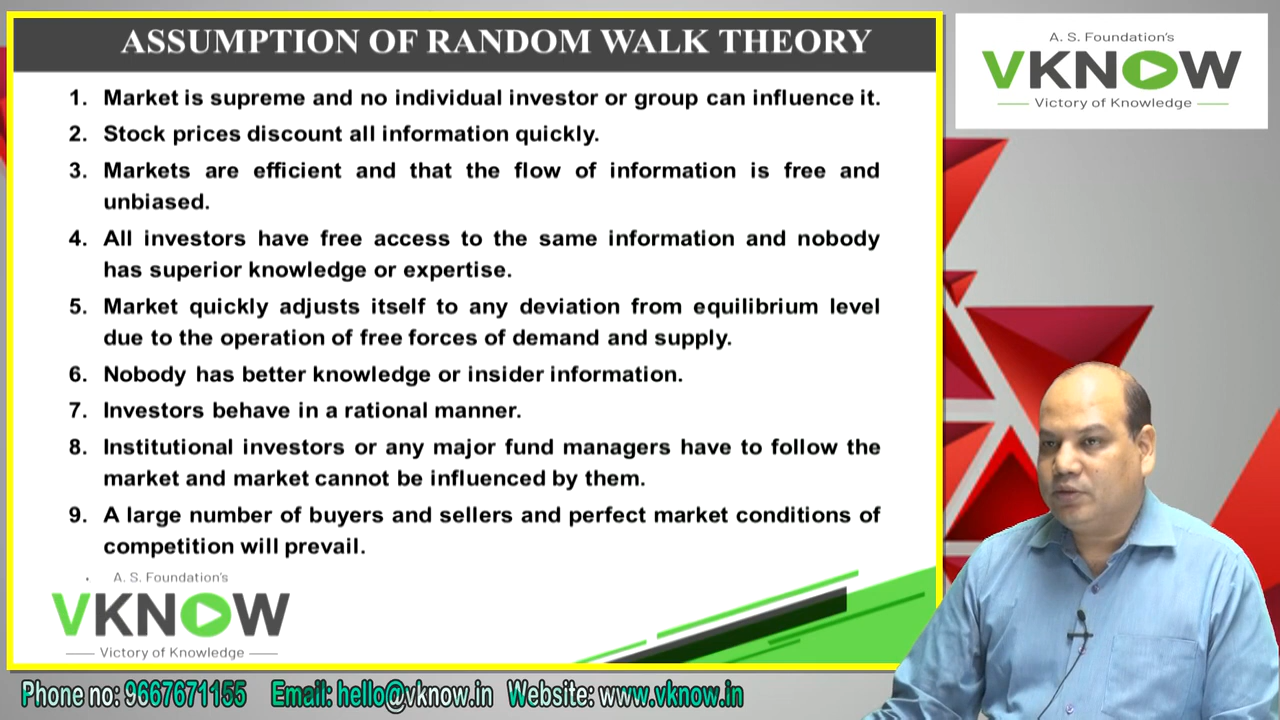 ASSUMPTION OF RANDOM WALK THEORY
1. Market is supreme and no individual investor or group can influence it.
2. Stock prices discount all information quickly.
3. Markets are efficient and that the flow of information is free and
unbiased.
4. All investors have free access to the same information and nobody
has superior knowledge or expertise.
5. Market quickly adjusts itself to any deviation from equilibrium level
due to the operation of free forces of demand and supply.
6. Nobody has better knowledge or insider information.
7. Investors behave in a rational manner.
8. Institutional investors or any major fund managers have to follow the
market and market cannot be influenced by them.
9. A large number of buyers and sellers and perfect market conditions of
competition will prevail.
A. S. Foundation's
VKNOW
Victory of Knowledge
A. S. Foundation's
VKNOW
Victory of Knowledge
Phone no: 9667671155 Email: hello@vknow.in Website: www.vknow.in